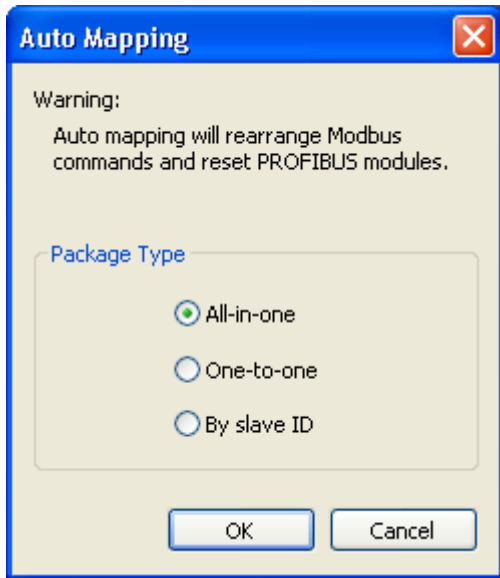 Auto Mapping
Warning:
Auto mapping will rearrange Modbus
commands and reset PROFIBUS modules.
Package Type
All-in-one
One-to-one
By slave ID
OK
Cancel